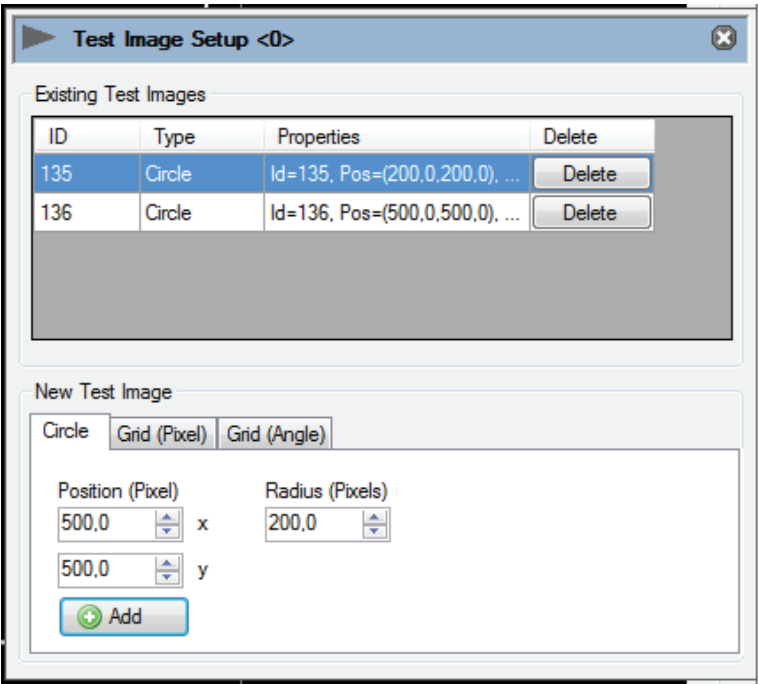 Test Image Setup <0>
Existing Test Images
ID Type Properties Delete
135 Circle Id=135, Pos=(200,0,200,0), ... Delete
136 Circle Id=136, Pos=(500,0,500,0), ... Delete
New Test Image
Circle Grid (Pixel) Grid (Angle)
Position (Pixel) Radius (Pixels)
500,0 x 200,0
500,0 y
Add